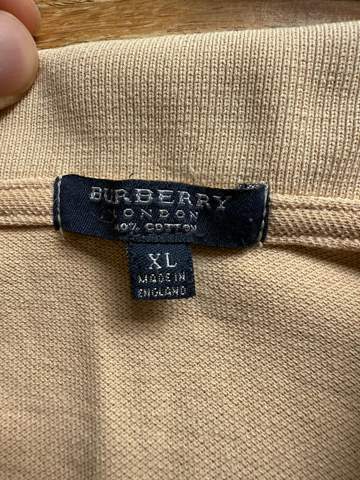 BURBERRY
LONDON
COTTON
XL
MADE IN
ENGLAND